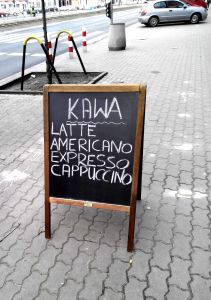 KAWA
LATTE
AMERICANO
EXPRESSO
CAPPUCCINO